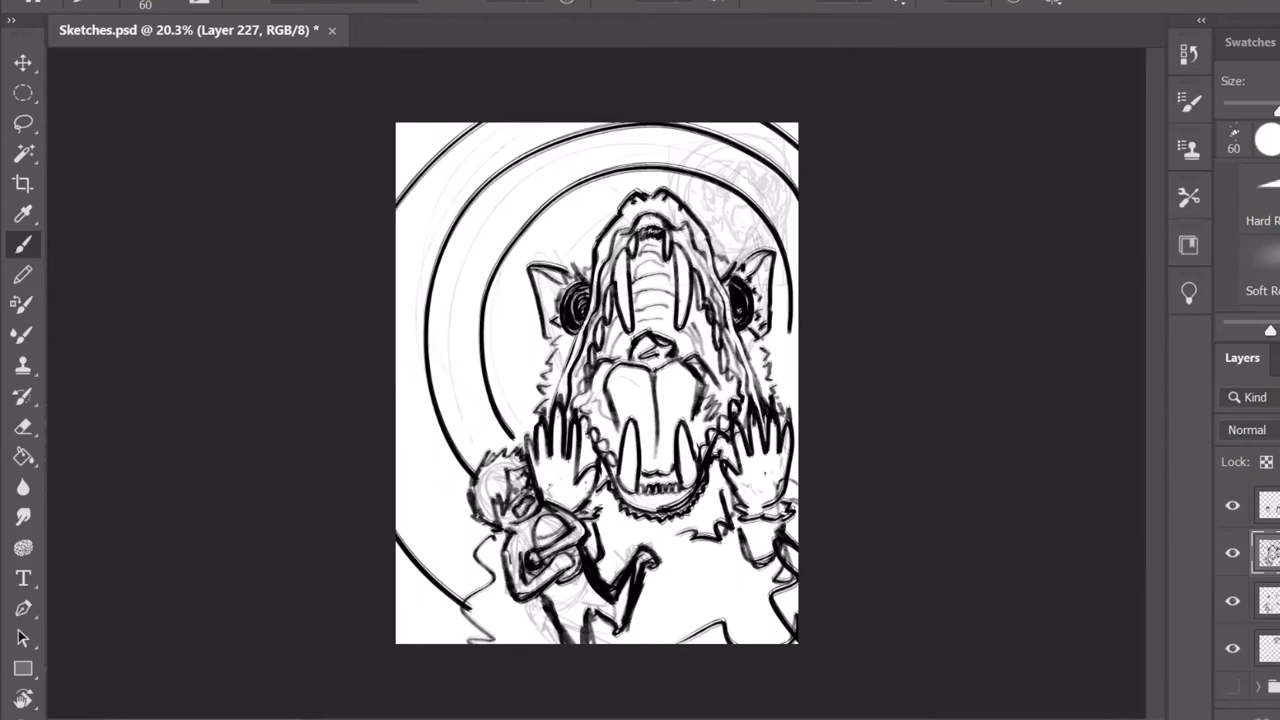 60
Sketches.psd @ 20.3% (Layer 227, RGB/8) *
Swatches
Size:
60
Hard R
Soft R
Layers
Kind
Normal
Lock: